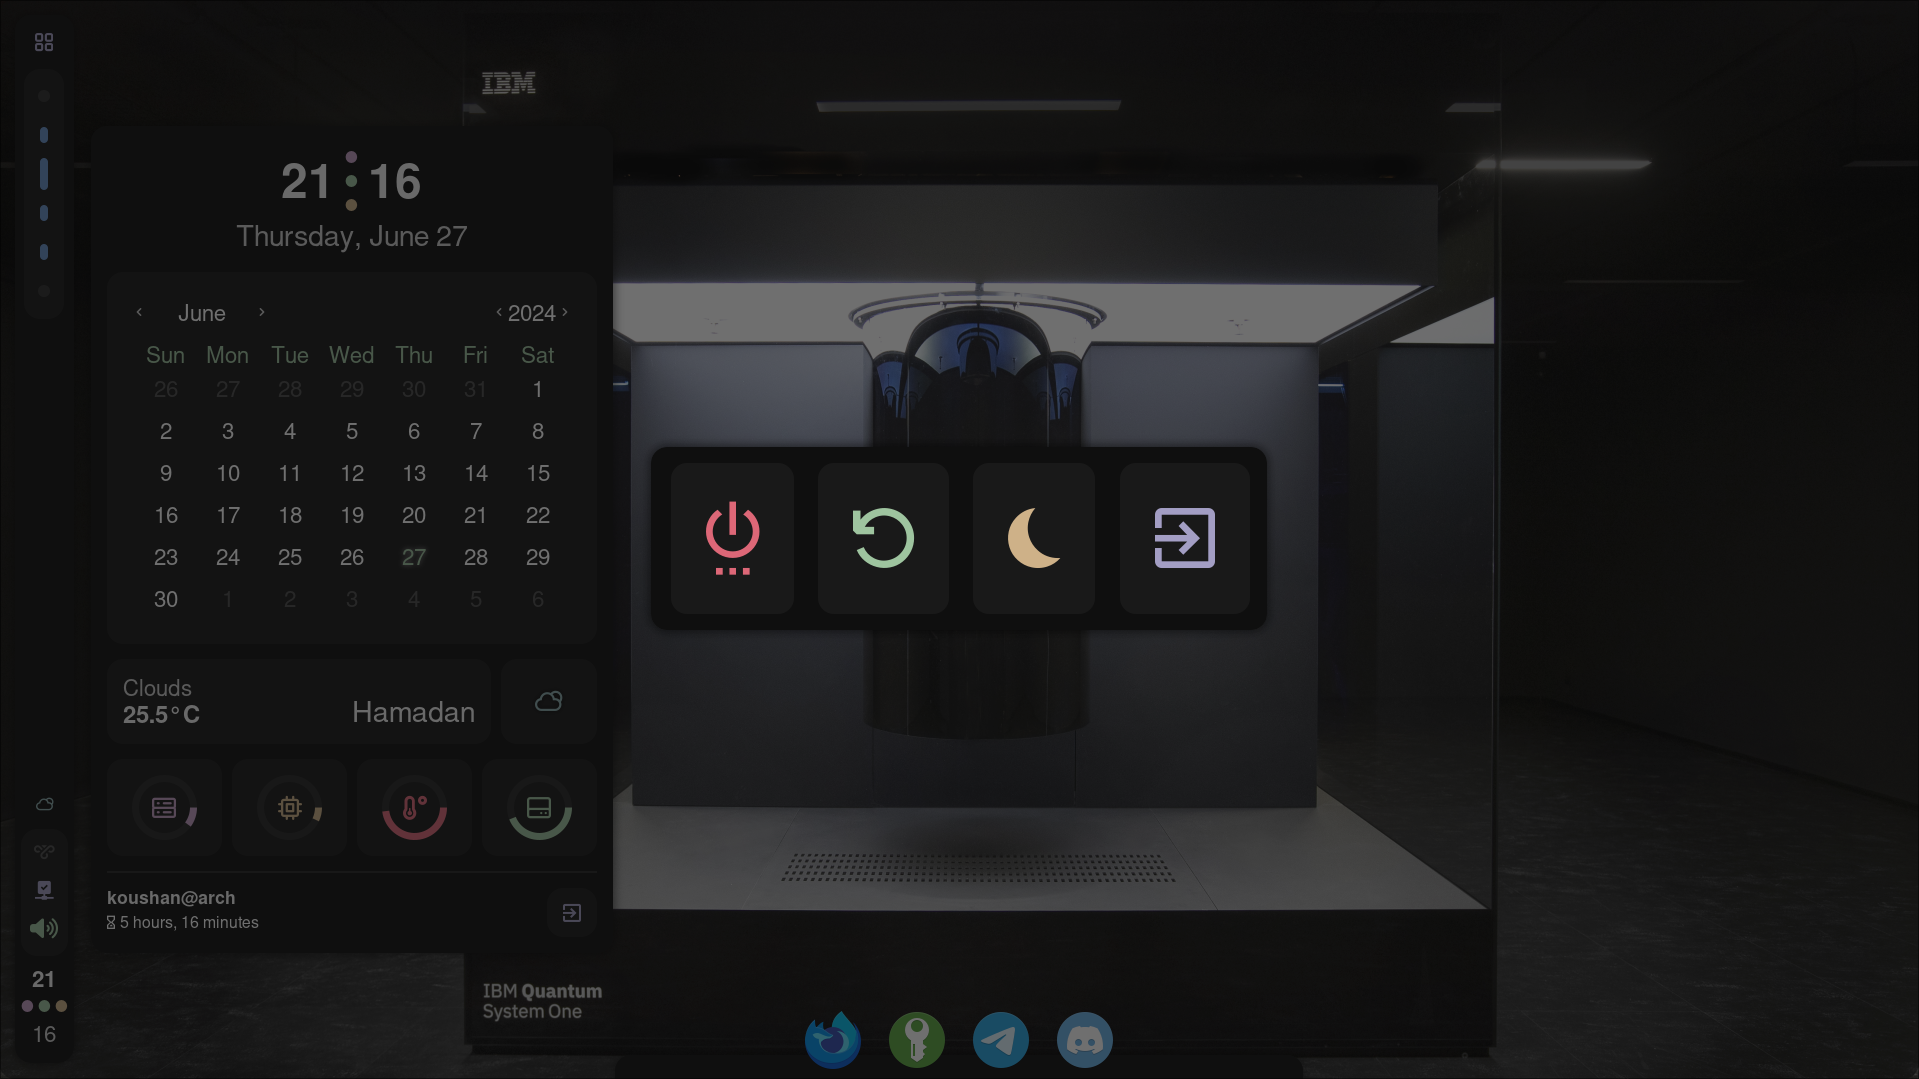 IBM
21 16
Thursday, June 27
‹ June › ‹ 2024 ›
Sun Mon Tue Wed Thu Fri Sat
26 27 28 29 30 31 1
2 3 4 5 6 7 8
9 10 11 12 13 14 15
16 17 18 19 20 21 22
23 24 25 26 27 28 29
30 1 2 3 4 5 6
Clouds
25.5°C
Hamadan
koushan@arch
5 hours, 16 minutes
21
16
IBM Quantum
System One